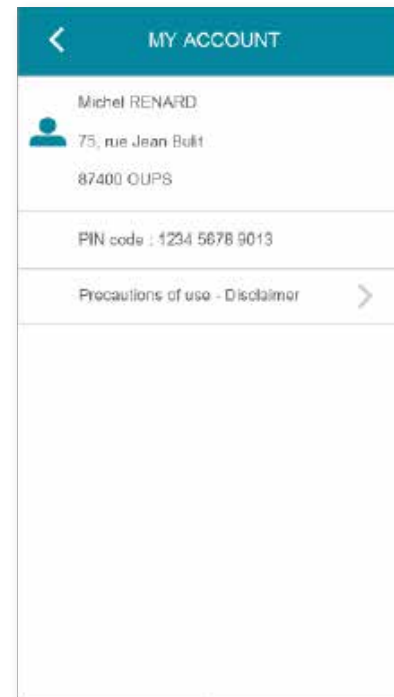 MY ACCOUNT
Michel RENARD
75, rue Jean Bulit
87400 OUPS
PIN code : 1234 5678 9013
Precautions of use - Disclaimer